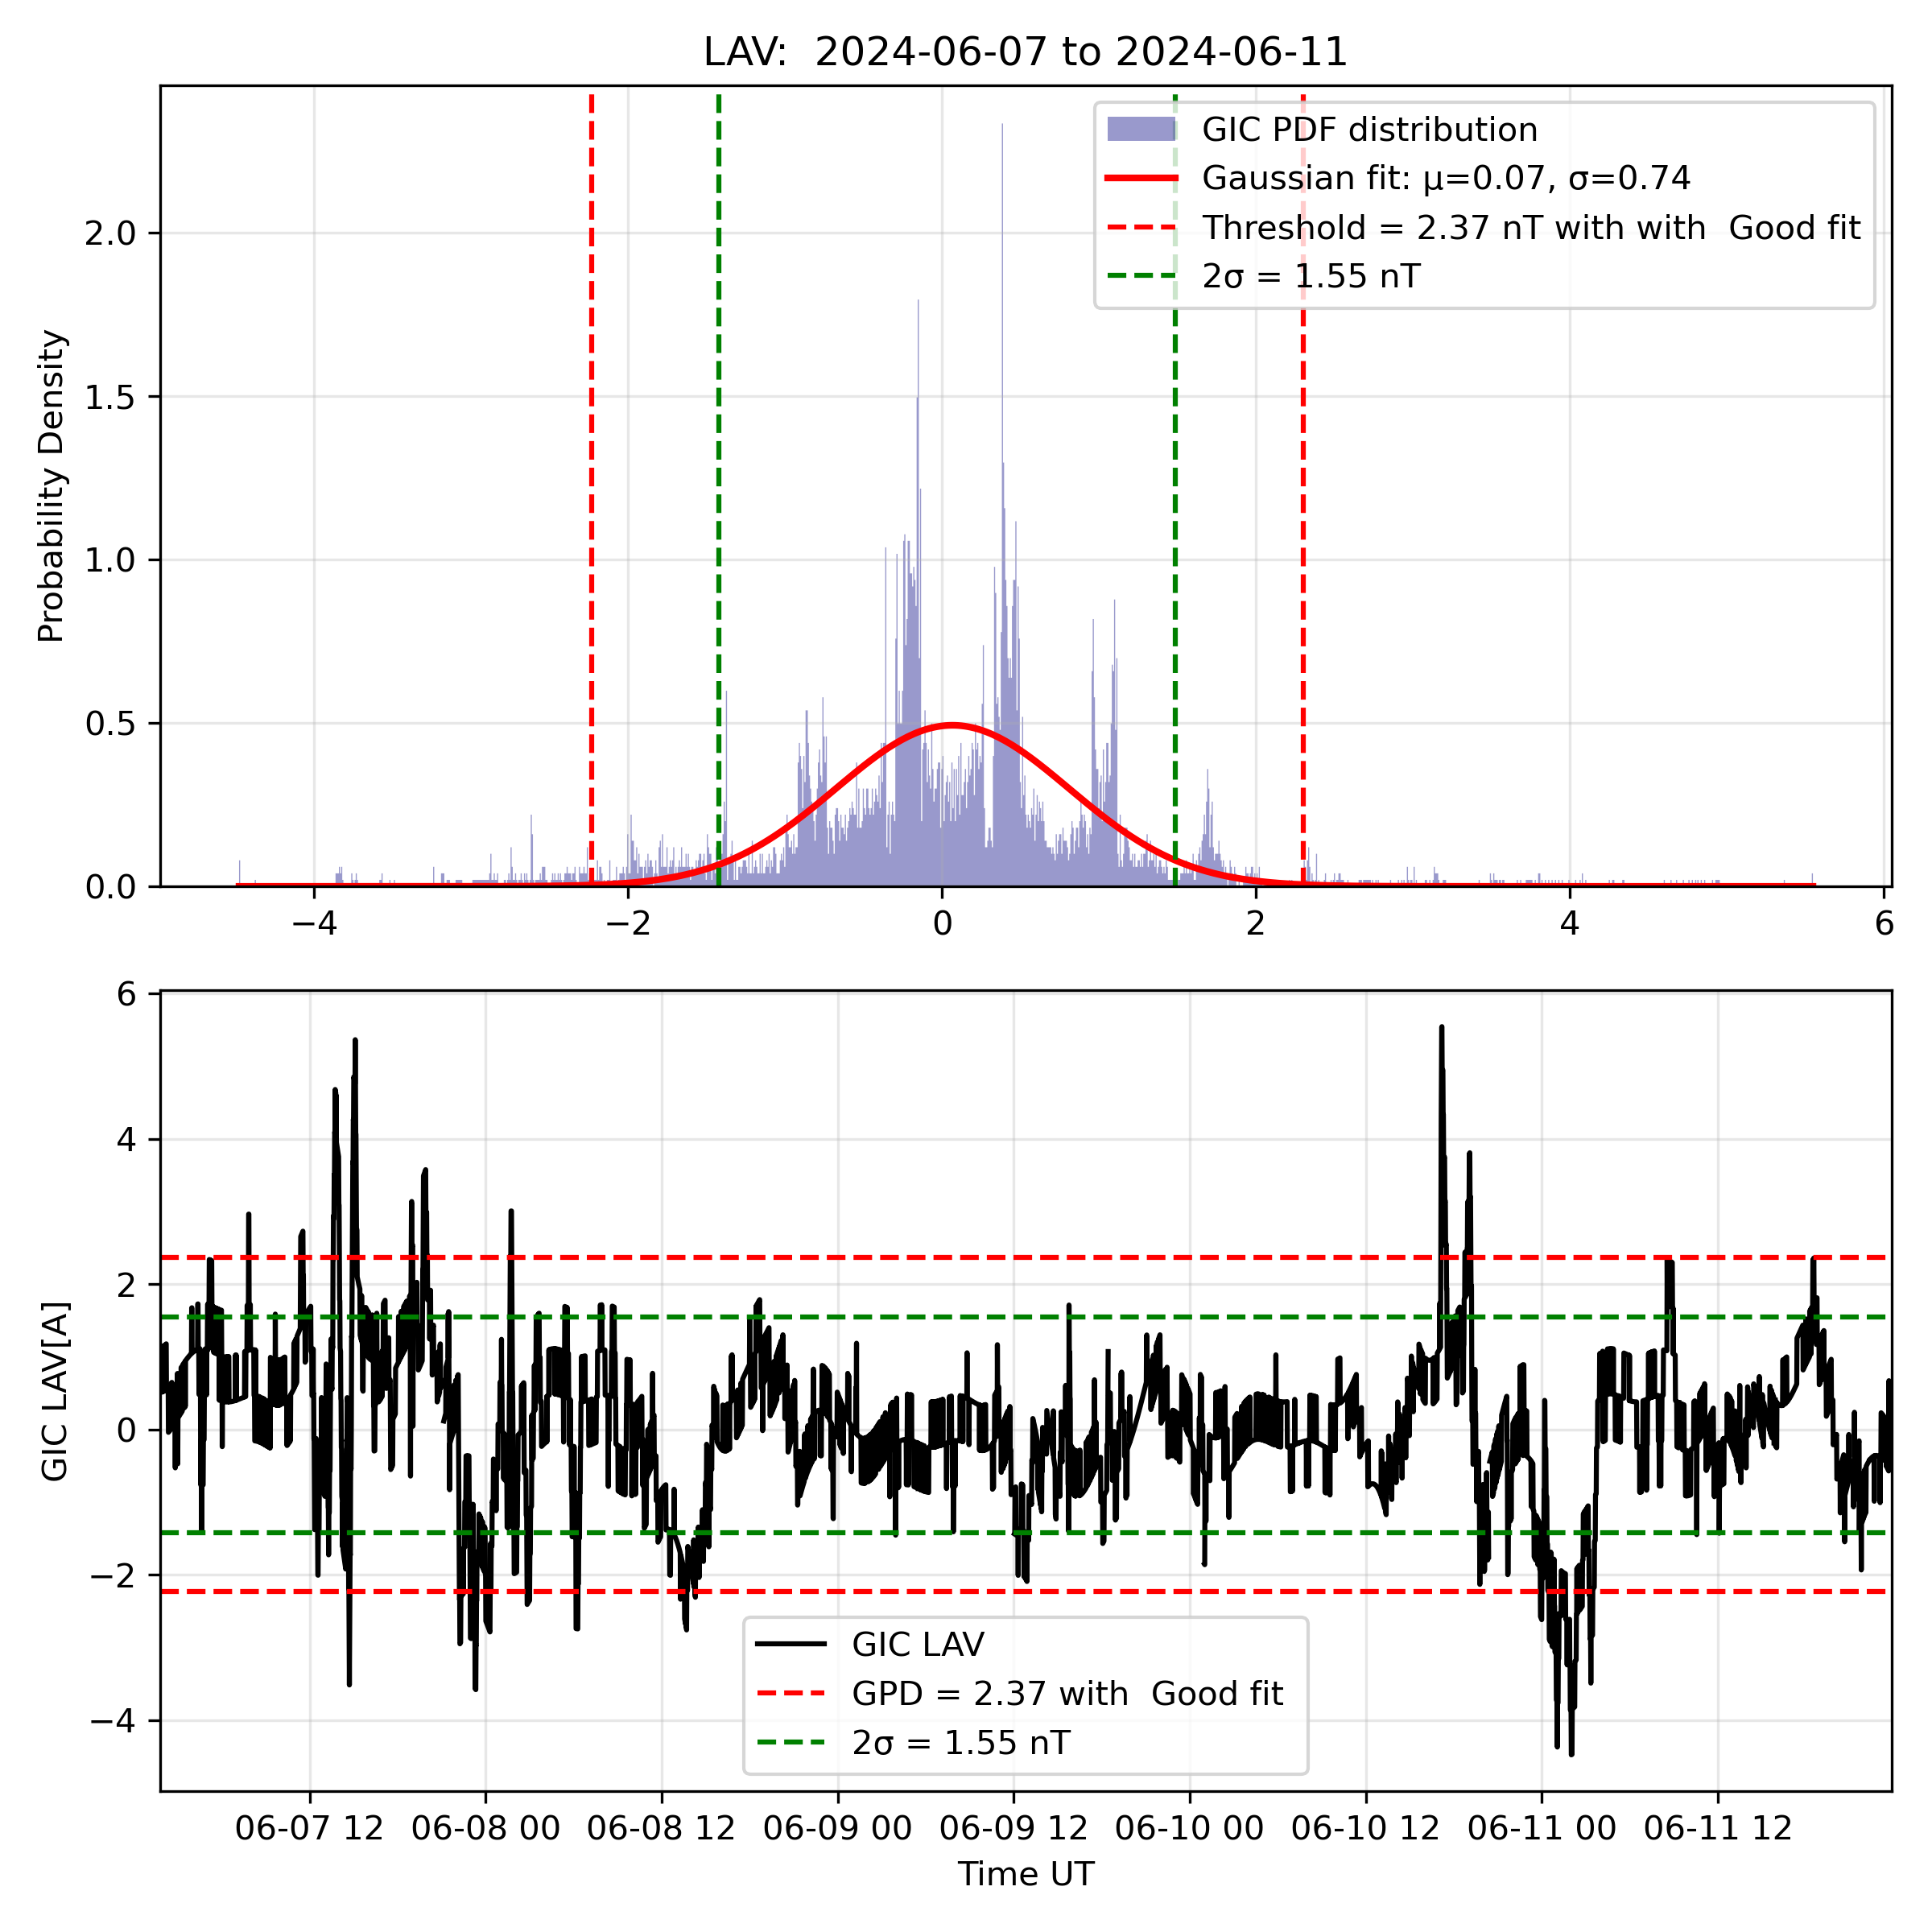 LAV:  2024-06-07 to 2024-06-11
GIC PDF distribution
Gaussian fit: μ=0.07, σ=0.74
Threshold = 2.37 nT with with  Good fit
2σ = 1.55 nT
Probability Density
2.0
1.5
1.0
0.5
0.0
−4 −2 0 2 4 6
6
4
2
0
−2
−4
GIC LAV[A]
GIC LAV
GPD = 2.37 with  Good fit
2σ = 1.55 nT
06-07 12 06-08 00 06-08 12 06-09 00 06-09 12 06-10 00 06-10 12 06-11 00 06-11 12
Time UT